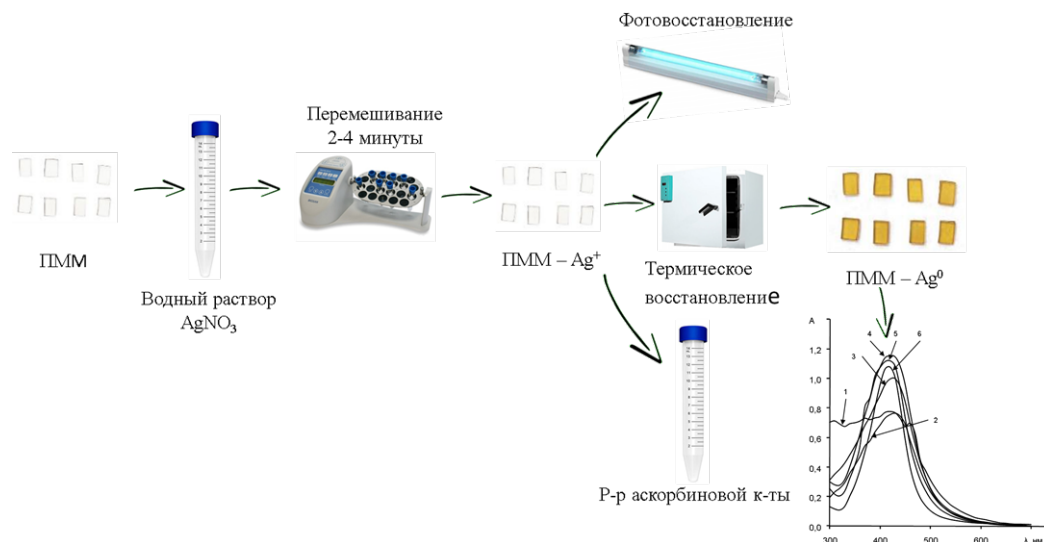 Фотовосстановление
Перемешивание
2-4 минуты
ПММ
Водный раствор
AgNO₃
ПММ – Ag⁺
Термическое
восстановление
ПММ – Ag⁰
Р-р аскорбиновой к-ты
A
1,2
1,0
0,8
0,6
0,4
0,2
0,0
4 5 6
3
1
2
300 400 500 600 λ, нм